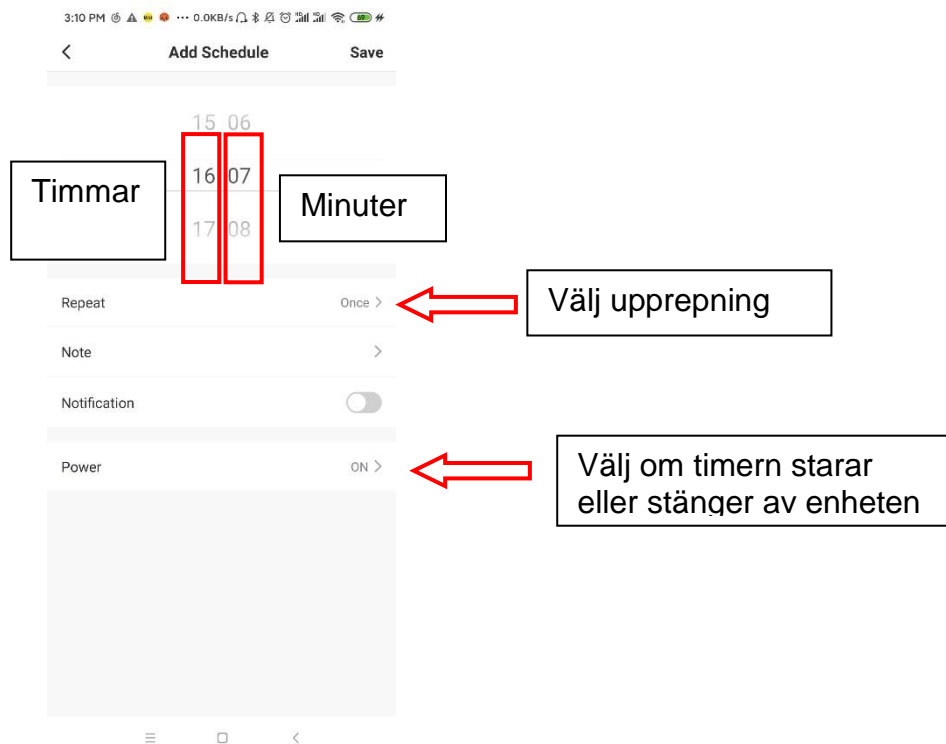 3:10 PM ... 0.0KB/s
Add Schedule Save
15 06
Timmar
16 07
Minuter
17 08
Repeat Once
Välj upprepning
Note
Notification
Välj om timern starar
eller stänger av enheten
Power ON